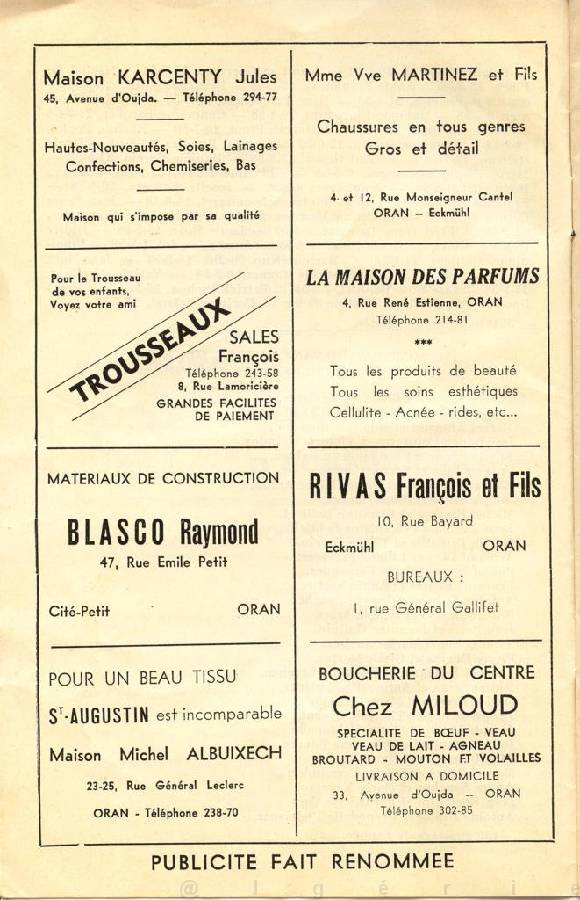 Maison KARCENTY Jules
45, Avenue d'Oujda. — Téléphone 294-77
Hautes-Nouveautés, Soies, Lainages
Confections, Chemiseries, Bas
Maison qui s'impose par sa qualité
Mme Vve MARTINEZ et Fils
Chaussures en tous genres
Gros et détail
4 et 12, Rue Monseigneur Cantel
ORAN — Eckmühl
Pour le Trousseau
de vos enfants,
Voyez votre ami
TROUSSEAUX
SALES
François
Téléphone 243-58
8, Rue Lamoricière
GRANDES FACILITES
DE PAIEMENT
LA MAISON DES PARFUMS
4, Rue René Estienne, ORAN
Téléphone 214-81
***
Tous les produits de beauté
Tous les soins esthétiques
Cellulite - Acnée - rides, etc...
MATERIAUX DE CONSTRUCTION
BLASCO Raymond
47, Rue Emile Petit
Cité-Petit ORAN
RIVAS François et Fils
10, Rue Bayard
Eckmühl ORAN
BUREAUX :
1, rue Général Gallifet
POUR UN BEAU TISSU
ST-AUGUSTIN est incomparable
Maison Michel ALBUIXECH
23-25, Rue Général Leclerc
ORAN - Téléphone 238-70
BOUCHERIE DU CENTRE
Chez MILOUD
SPECIALITE DE BŒUF - VEAU
VEAU DE LAIT - AGNEAU
BROUTARD - MOUTON ET VOLAILLES
LIVRAISON A DOMICILE
33, Avenue d'Oujda — ORAN
Téléphone 302-85
PUBLICITE FAIT RENOMMEE
@lgérie